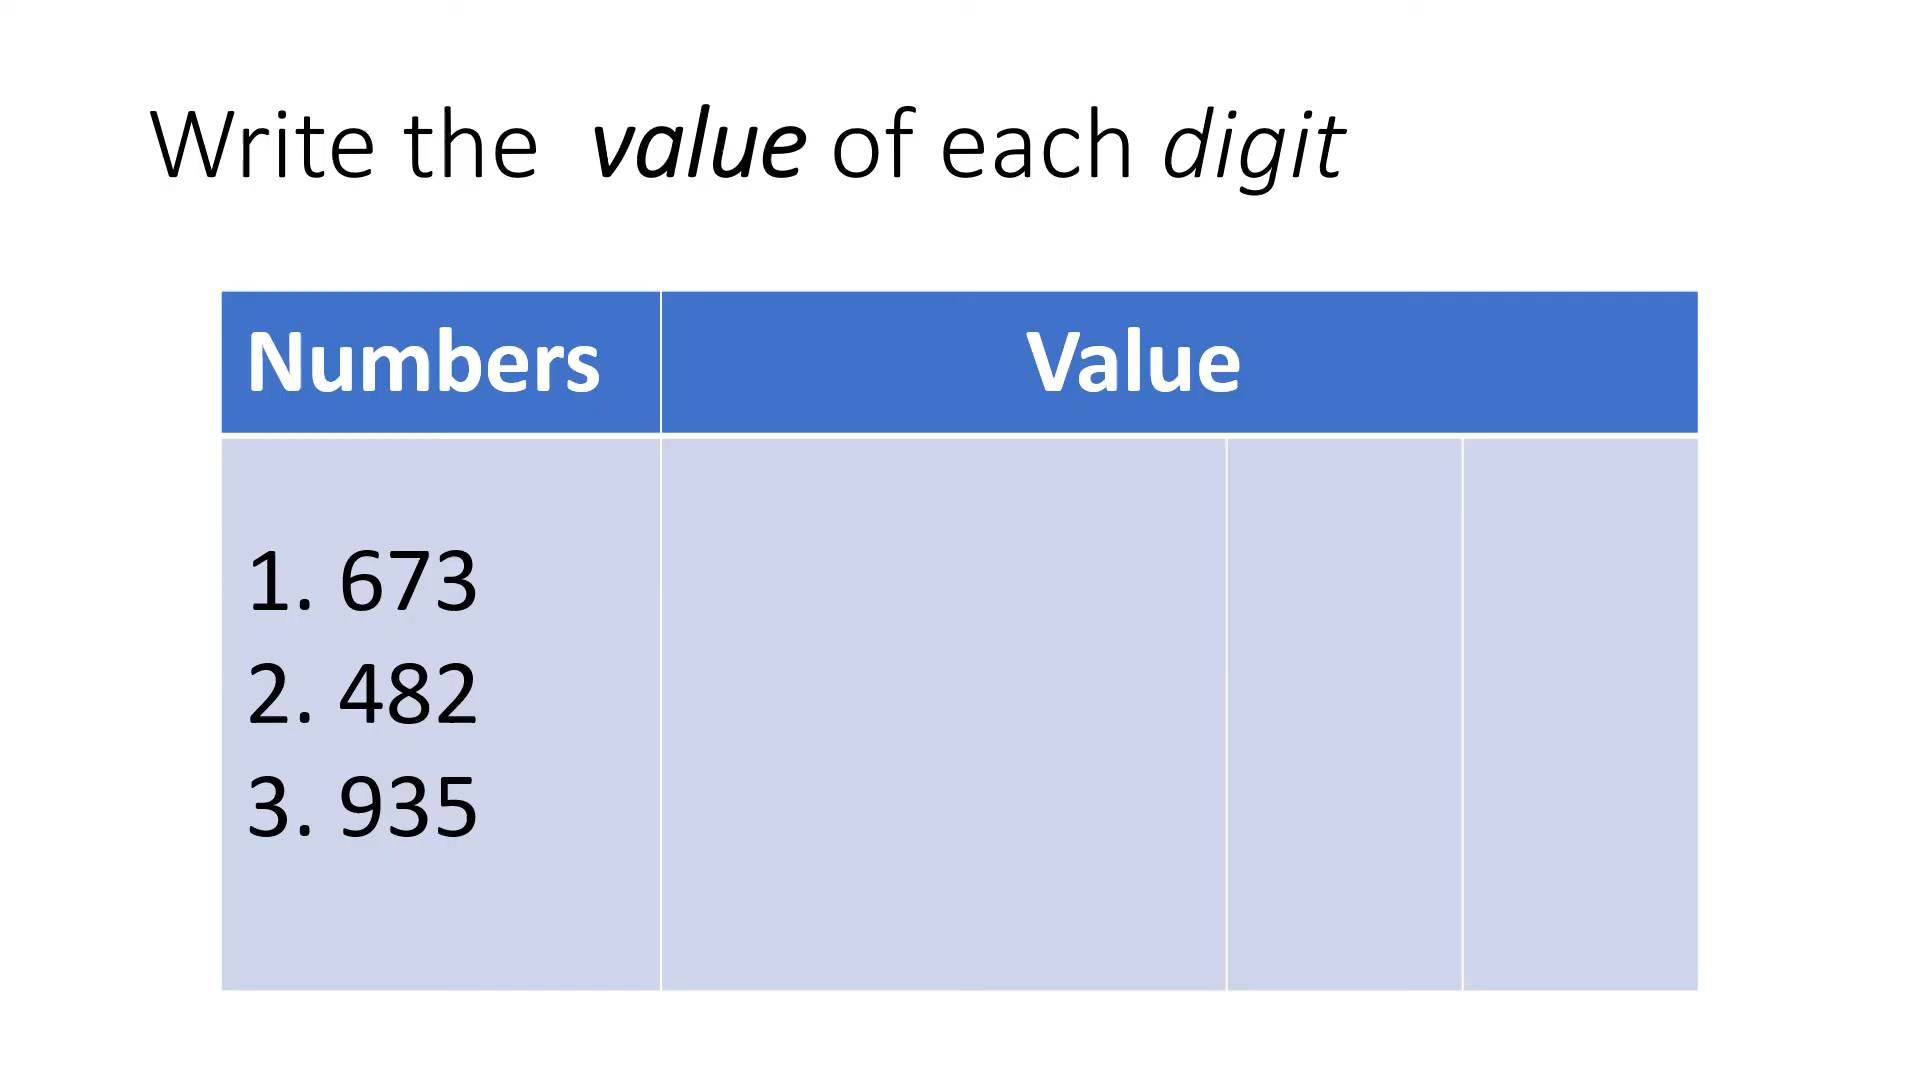 Write the value of each digit
Numbers Value
1. 673
2. 482
3. 935